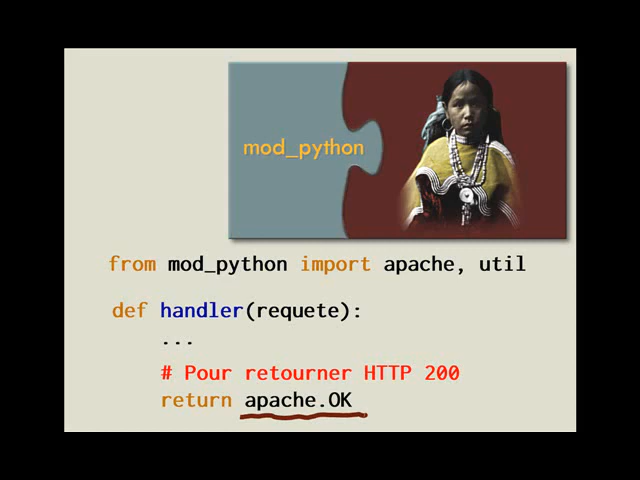 mod_python
from mod_python import apache, util
def handler(requete):
...
# Pour retourner HTTP 200
return apache.OK